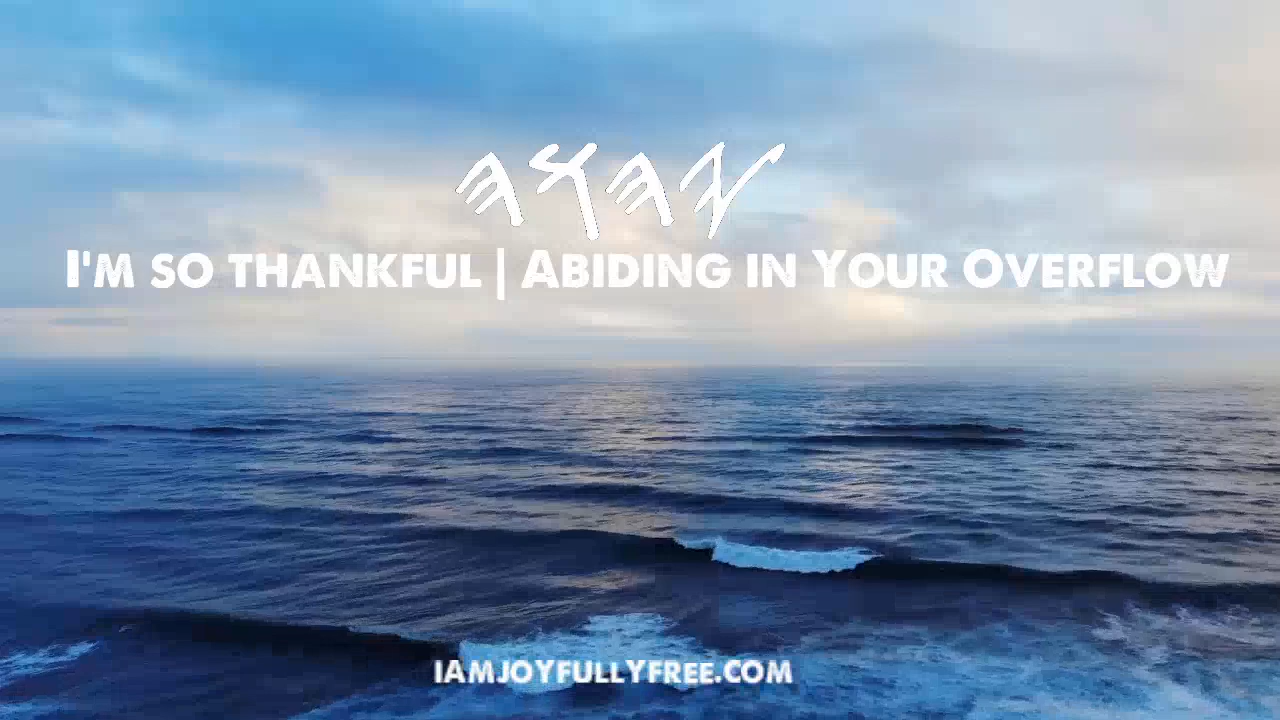 𐤉𐤄𐤅𐤄
I'm so thankful | Abiding in Your Overflow
iamjoyfullyfree.com